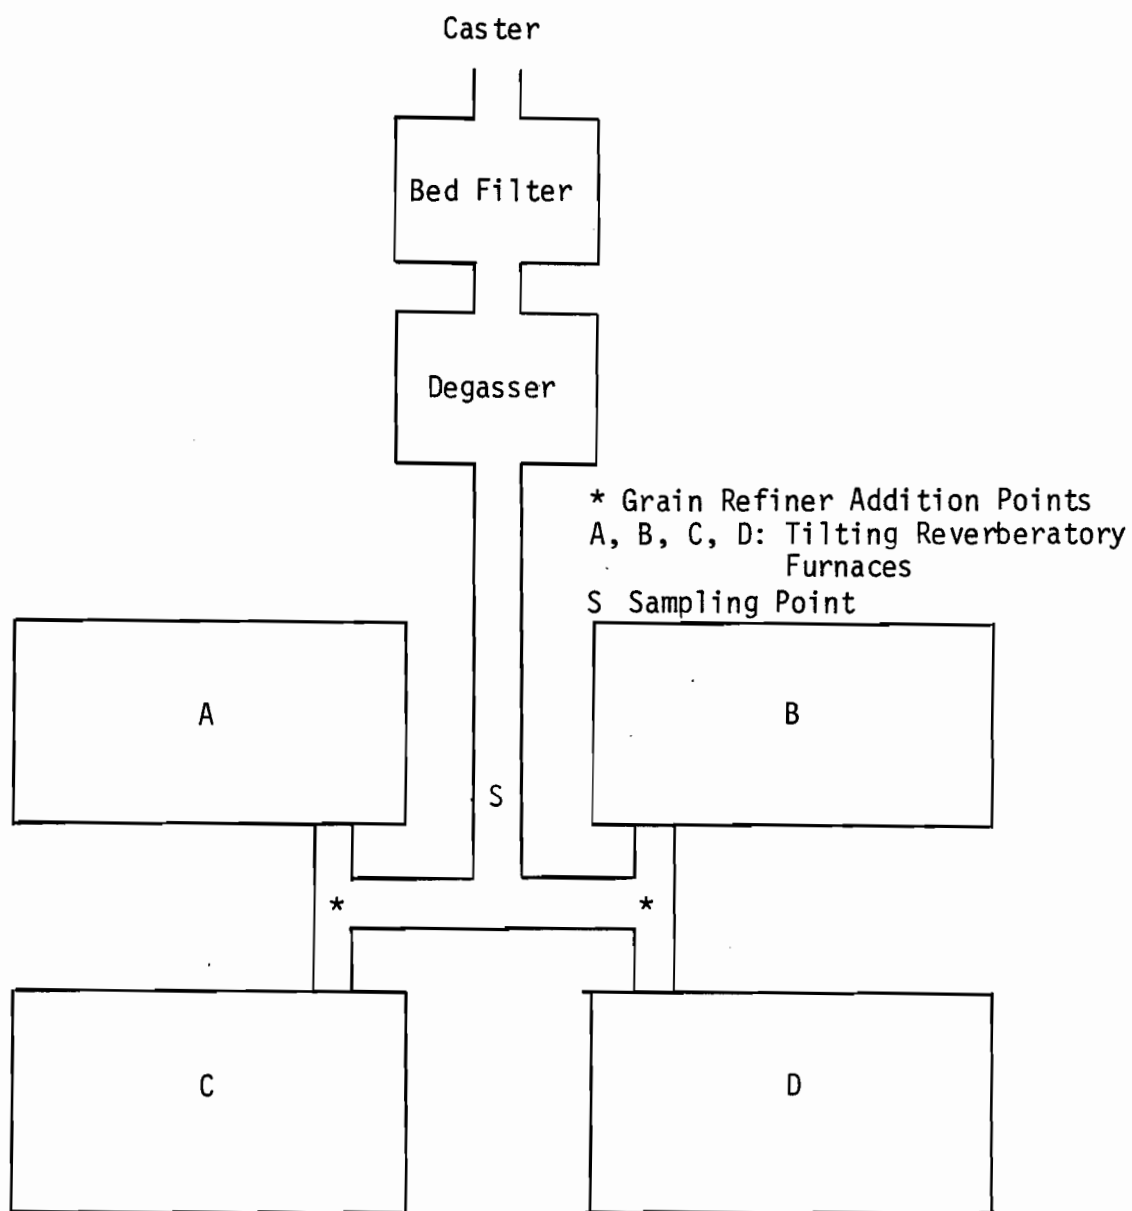 Caster
Bed Filter
Degasser
* Grain Refiner Addition Points
A, B, C, D: Tilting Reverberatory
Furnaces
S Sampling Point
A
B
S
*
*
C
D